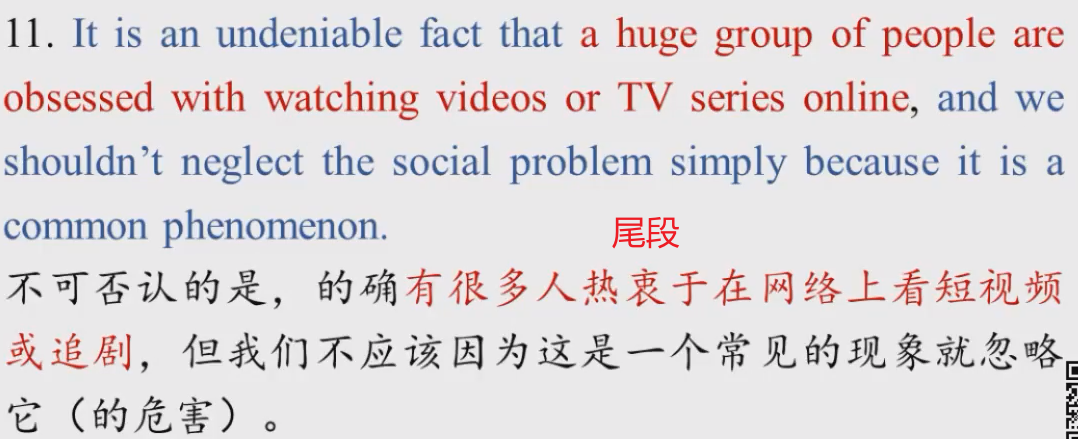 11. It is an undeniable fact that a huge group of people are
obsessed with watching videos or TV series online, and we
shouldn’t neglect the social problem simply because it is a
common phenomenon.
尾段
不可否认的是，的确有很多人热衷于在网络上看短视频
或追剧，但我们不应该因为这是一个常见的现象就忽略
它（的危害）。